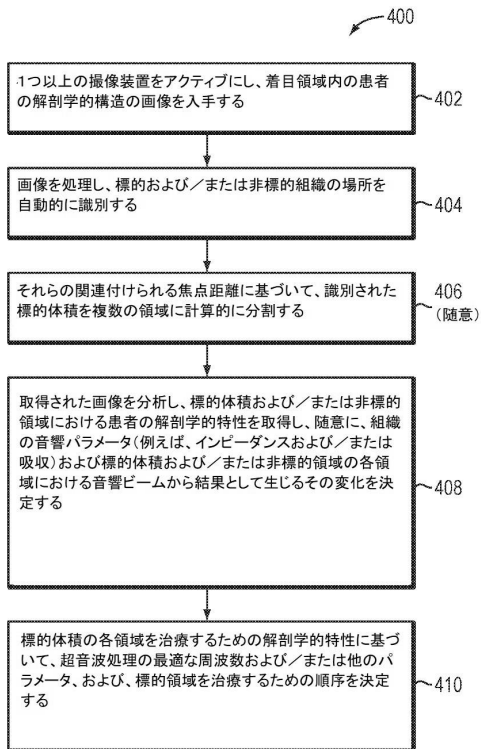 400
1つ以上の撮像装置をアクティブにし、着目領域内の患者
の解剖学的構造の画像を入手する
402
画像を処理し、標的および／または非標的組織の場所を
自動的に識別する
404
それらの関連付けられる焦点距離に基づいて、識別された
標的体積を複数の領域に計算的に分割する
406
(随意)
取得された画像を分析し、標的体積および／または非標的
領域における患者の解剖学的特性を取得し、随意に、組織
の音響パラメータ(例えば、インピーダンスおよび／または
吸収)および標的体積および／または非標的領域の各領
域における音響ビームから結果として生じるその変化を決
定する
408
標的体積の各領域を治療するための解剖学的特性に基づ
いて、超音波処理の最適な周波数および／または他のパ
ラメータ、および、標的領域を治療するための順序を決定
する
410